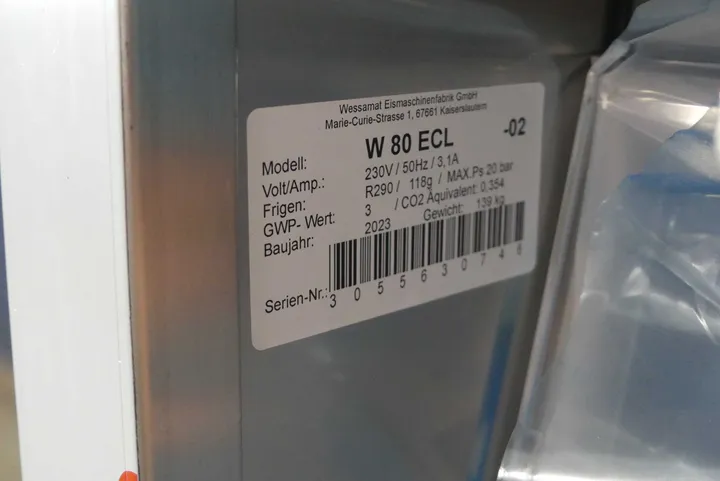 Wessamat Eismaschinenfabrik GmbH
Marie-Curie-Strasse 1, 67661 Kaiserslautern
Modell: W 80 ECL -02
Volt/Amp.: 230V / 50Hz / 3,1A
Frigen: R290 / 118g / MAX.Ps 20 bar
GWP- Wert: 3 / CO2 Äquivalent: 0,354
Baujahr: 2023 Gewicht: 139 kg
Serien-Nr.: 3 0 5 5 6 3 0 7 4 6